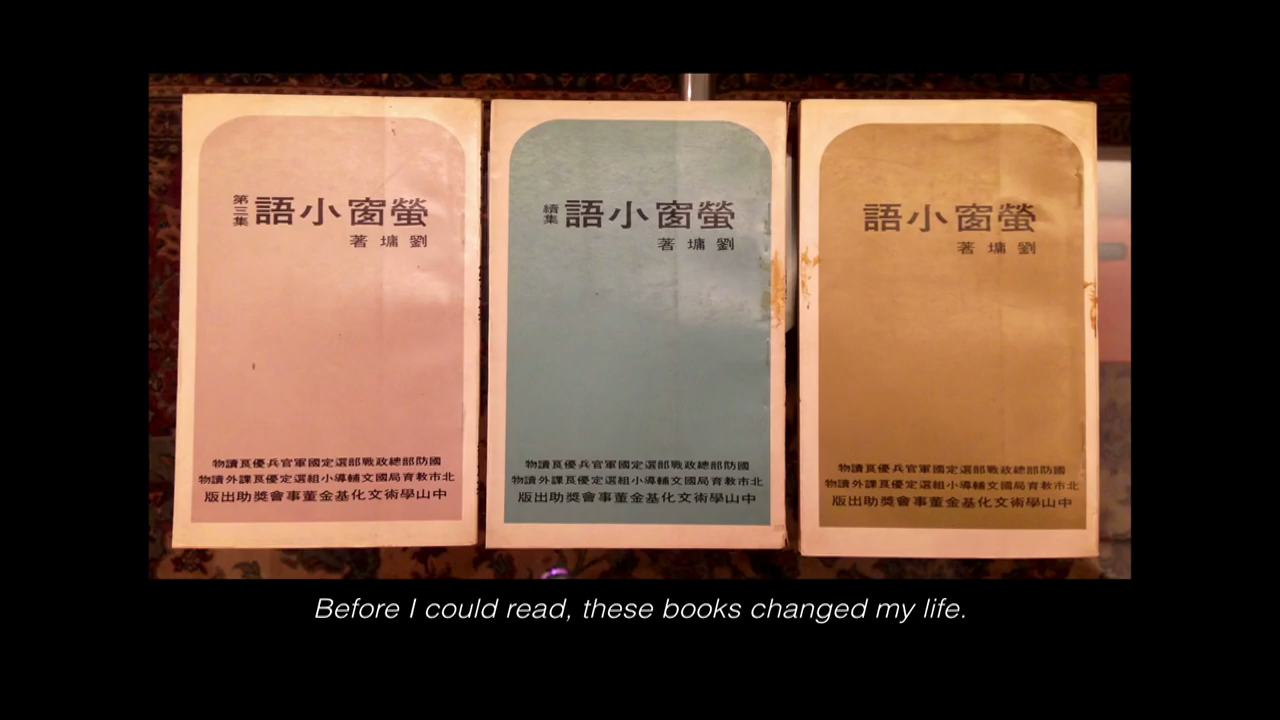 螢窗小語 第三集
劉墉著
國防部總政戰部選定國軍官兵優良讀物
北市教育局國文輔導小組選定優良課外讀物
中山學術文化基金董事會獎助出版
螢窗小語 續集
劉墉著
國防部總政戰部選定國軍官兵優良讀物
北市教育局國文輔導小組選定優良課外讀物
中山學術文化基金董事會獎助出版
螢窗小語
劉墉著
國防部總政戰部選定國軍官兵優良讀物
北市教育局國文輔導小組選定優良課外讀物
中山學術文化基金董事會獎助出版
Before I could read, these books changed my life.